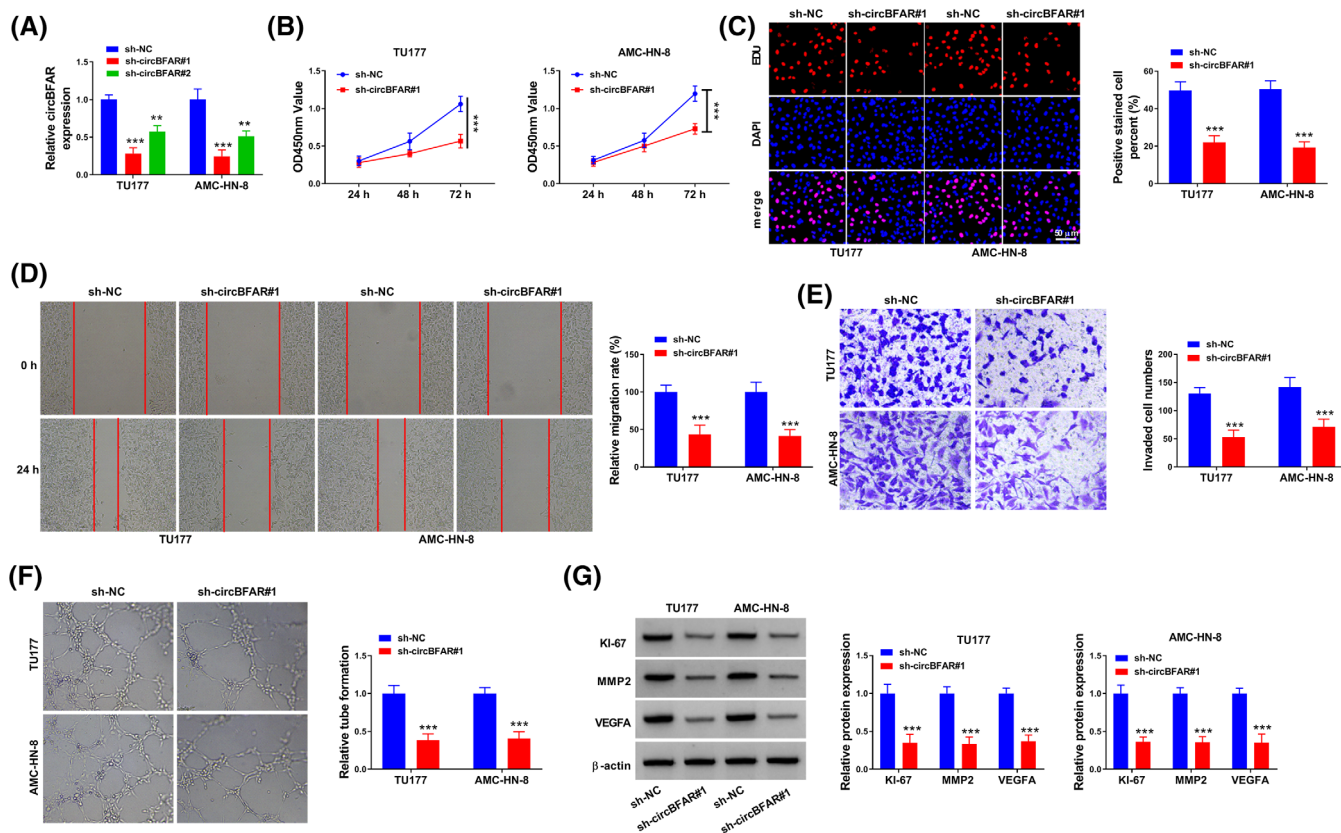 (A)
sh-NC
sh-circBFAR#1
sh-circBFAR#2
Relative circBFAR
expression
1.5
1.0
0.5
0.0
***
**
***
**
TU177
AMC-HN-8
(B)
TU177
sh-NC
sh-circBFAR#1
OD450nm Value
1.5
1.0
0.5
0.0
***
24 h
48 h
72 h
AMC-HN-8
sh-NC
sh-circBFAR#1
OD450nm Value
1.5
1.0
0.5
0.0
***
24 h
48 h
72 h
(C)
sh-NC
sh-circBFAR#1
sh-NC
sh-circBFAR#1
EDU
DAPI
merge
50 μm
TU177
AMC-HN-8
sh-NC
sh-circBFAR#1
Positive stained cell
percent (%)
80
60
40
20
0
***
***
TU177
AMC-HN-8
(D)
sh-NC
sh-circBFAR#1
sh-NC
sh-circBFAR#1
0 h
24 h
TU177
AMC-HN-8
sh-NC
sh-circBFAR#1
Relative migration rate (%)
150
100
50
0
***
***
TU177
AMC-HN-8
(E)
sh-NC
sh-circBFAR#1
TU177
AMC-HN-8
sh-NC
sh-circBFAR#1
Invaded cell numbers
200
150
100
50
0
***
***
TU177
AMC-HN-8
(F)
sh-NC
sh-circBFAR#1
TU177
AMC-HN-8
sh-NC
sh-circBFAR#1
Relative tube formation
1.5
1.0
0.5
0.0
***
***
TU177
AMC-HN-8
(G)
TU177
AMC-HN-8
KI-67
MMP2
VEGFA
β-actin
sh-NC
sh-circBFAR#1
sh-NC
sh-circBFAR#1
TU177
sh-NC
sh-circBFAR#1
Relative protein expression
1.5
1.0
0.5
0.0
***
***
***
KI-67
MMP2
VEGFA
AMC-HN-8
sh-NC
sh-circBFAR#1
Relative protein expression
1.5
1.0
0.5
0.0
***
***
***
KI-67
MMP2
VEGFA